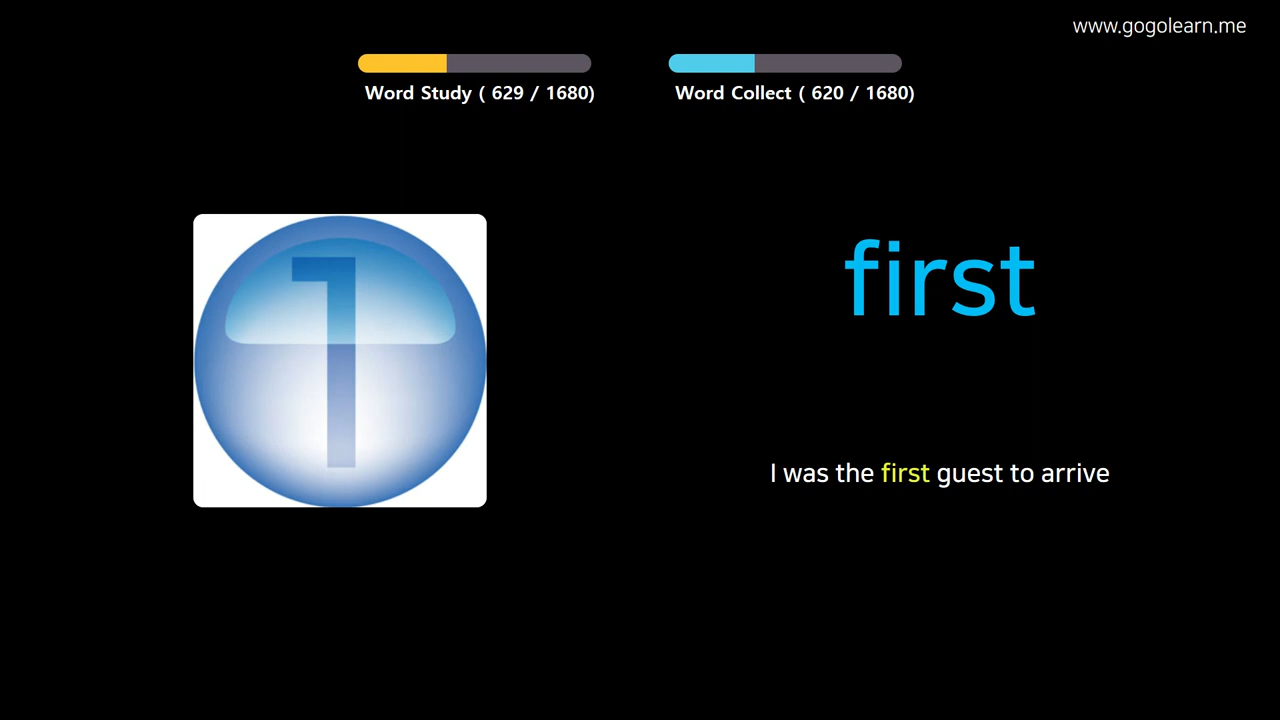 www.gogolearn.me
Word Study ( 629 / 1680)
Word Collect ( 620 / 1680)
1
first
I was the first guest to arrive